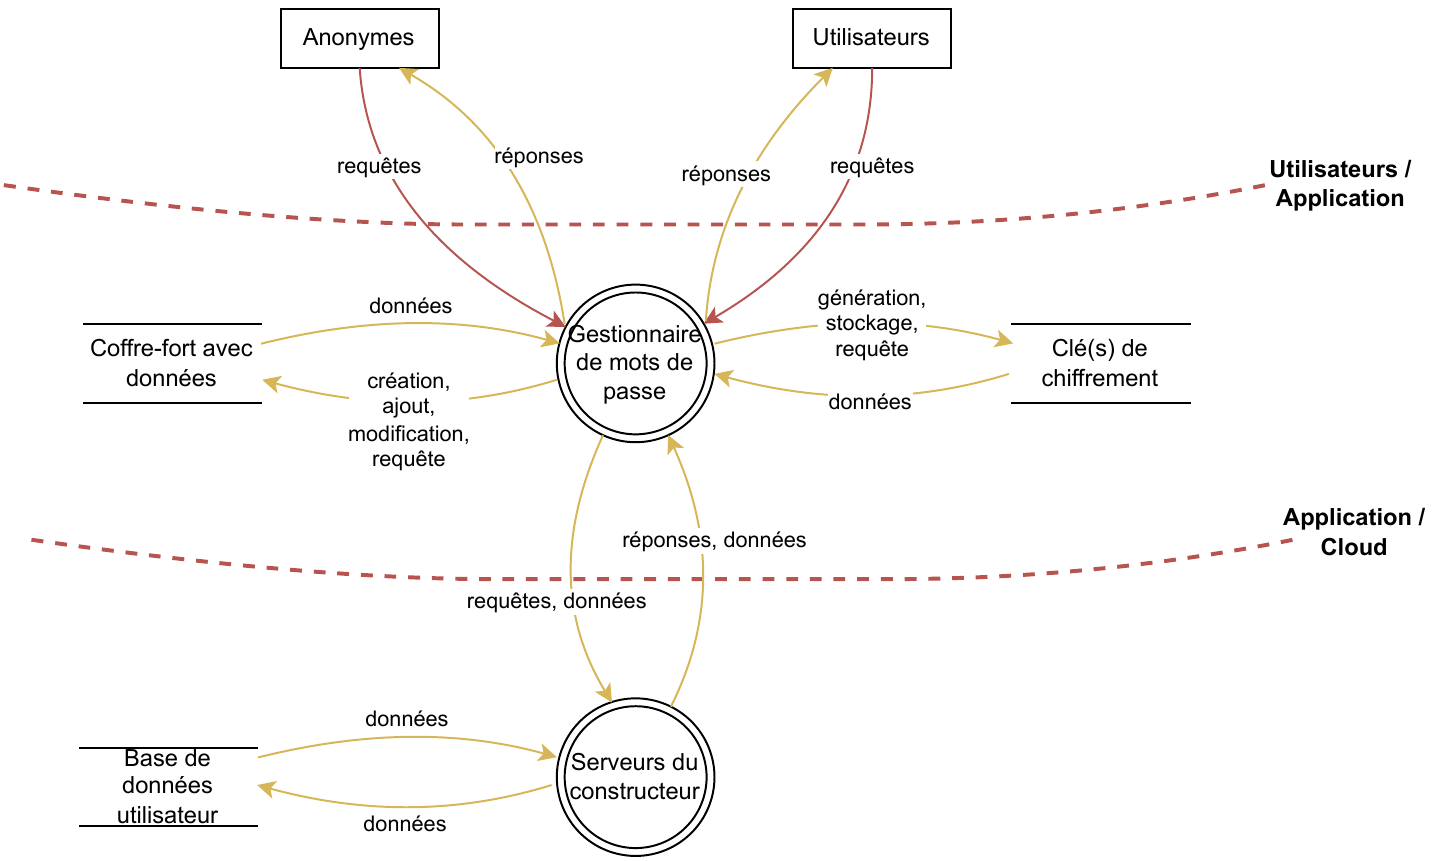 Anonymes
Utilisateurs
requêtes
réponses
réponses
requêtes
Utilisateurs /
Application
données
génération,
stockage,
requête
Gestionnaire
de mots de
passe
Coffre-fort avec
données
Clé(s) de
chiffrement
création,
ajout,
modification,
requête
données
Application /
Cloud
réponses, données
requêtes, données
données
Base de
données
utilisateur
Serveurs du
constructeur
données